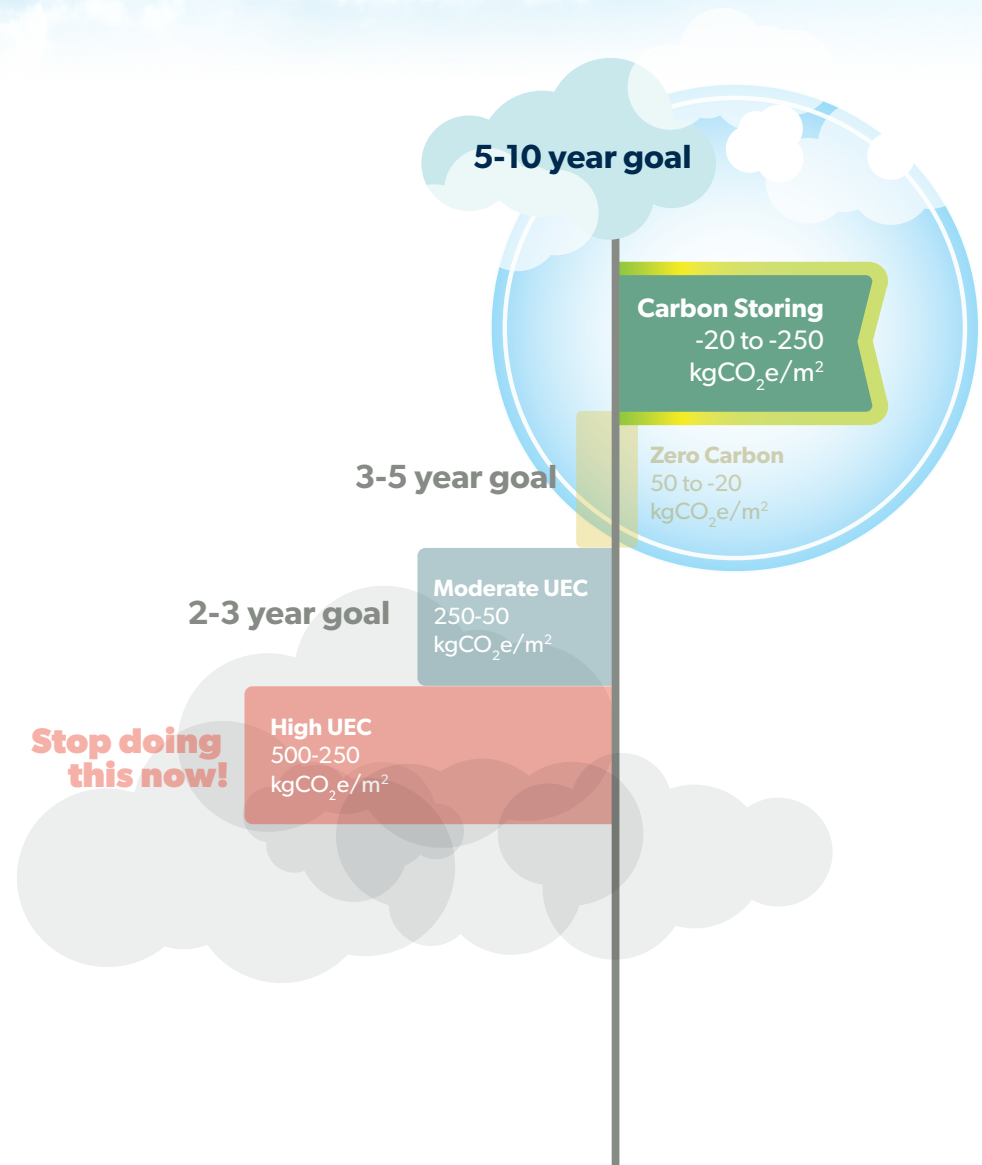 5-10 year goal
Carbon Storing
-20 to -250
kgCO₂e/m²
3-5 year goal
Zero Carbon
50 to -20
kgCO₂e/m²
2-3 year goal
Moderate UEC
250-50
kgCO₂e/m²
Stop doing
this now!
High UEC
500-250
kgCO₂e/m²